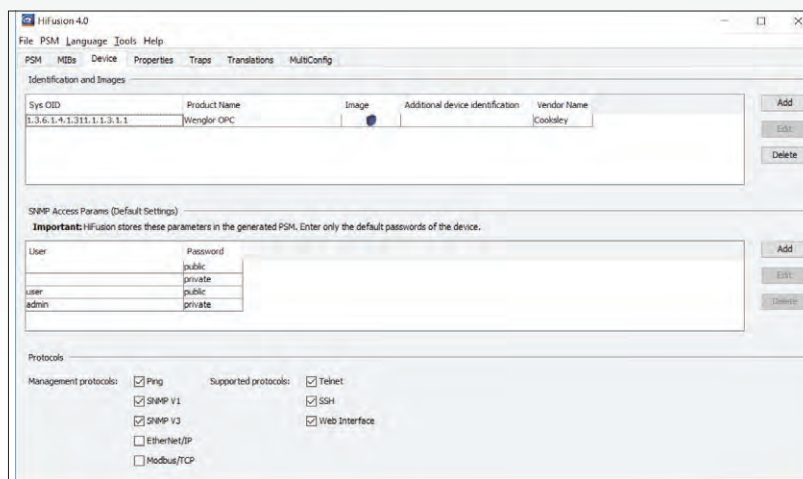 HiFusion 4.0
File PSM Language Tools Help
PSM MIBs Device Properties Traps Translations MultiConfig
Identification and Images
Sys OID Product Name Image Additional device identification Vendor Name
1.3.6.1.4.1.311.1.1.3.1.1 Wenglor OPC Cooksley
Add
Edit
Delete
SNMP Access Params (Default Settings)
Important: HiFusion stores these parameters in the generated PSM. Enter only the default passwords of the device.
User Password
public
private
user public
admin private
Add
Edit
Delete
Protocols
Management protocols: Ping Supported protocols: Telnet
SNMP V1 SSH
SNMP V3 Web Interface
EtherNet/IP
Modbus/TCP